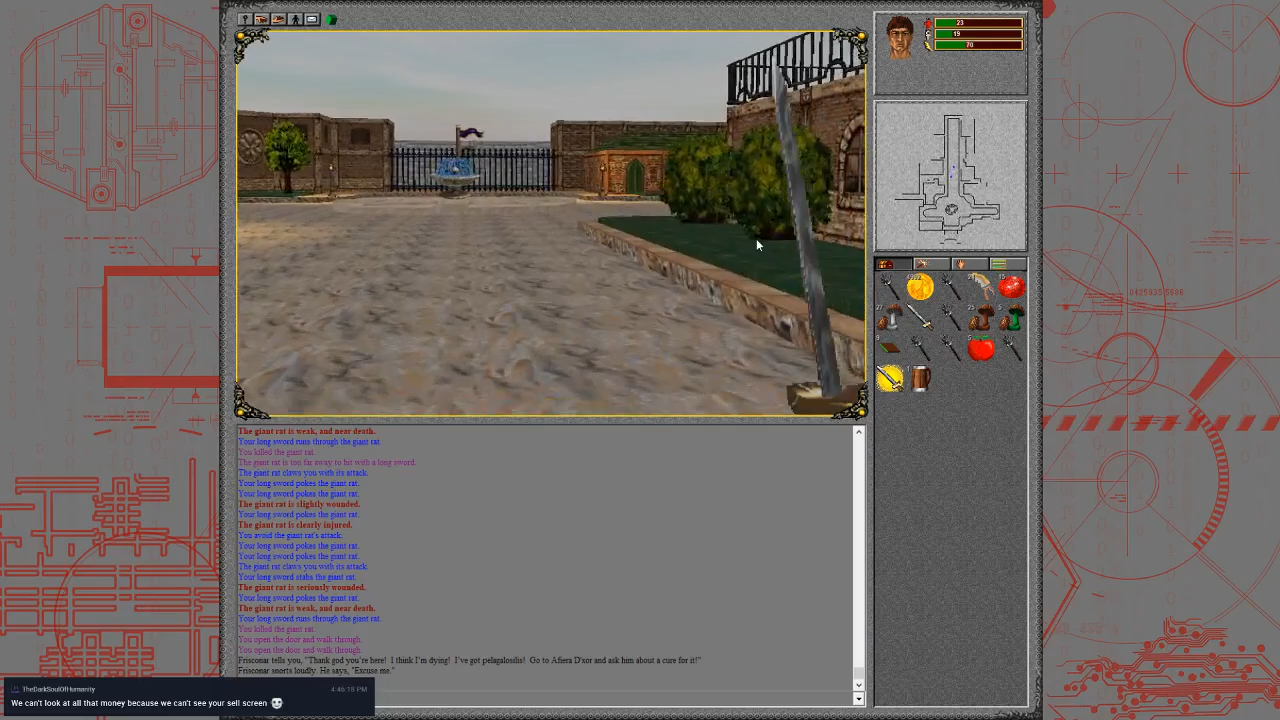 23
19
70
The giant rat is weak, and near death.
Your long sword runs through the giant rat.
You killed the giant rat.
The giant rat is too far away to hit with a long sword.
The giant rat claws you with its attack.
Your long sword pokes the giant rat.
Your long sword pokes the giant rat.
The giant rat is slightly wounded.
Your long sword pokes the giant rat.
The giant rat is clearly injured.
You avoid the giant rat's attack.
Your long sword pokes the giant rat.
Your long sword pokes the giant rat.
The giant rat claws you with its attack.
Your long sword stabs the giant rat.
The giant rat is seriously wounded.
Your long sword pokes the giant rat.
The giant rat is weak, and near death.
Your long sword runs through the giant rat.
You killed the giant rat.
You open the door and walk through.
You open the door and walk through.
Frisconar tells you, "Thank god you're here! I think I'm dying! I've got pelagalosilis! Go to Afiera D'xor and ask him about a cure for it!"
Frisconar snorts loudly. He says, "Excuse me."
TheDarkSoulOfHumanity 4:46:18 PM
We can't look at all that money because we can't see your sell screen